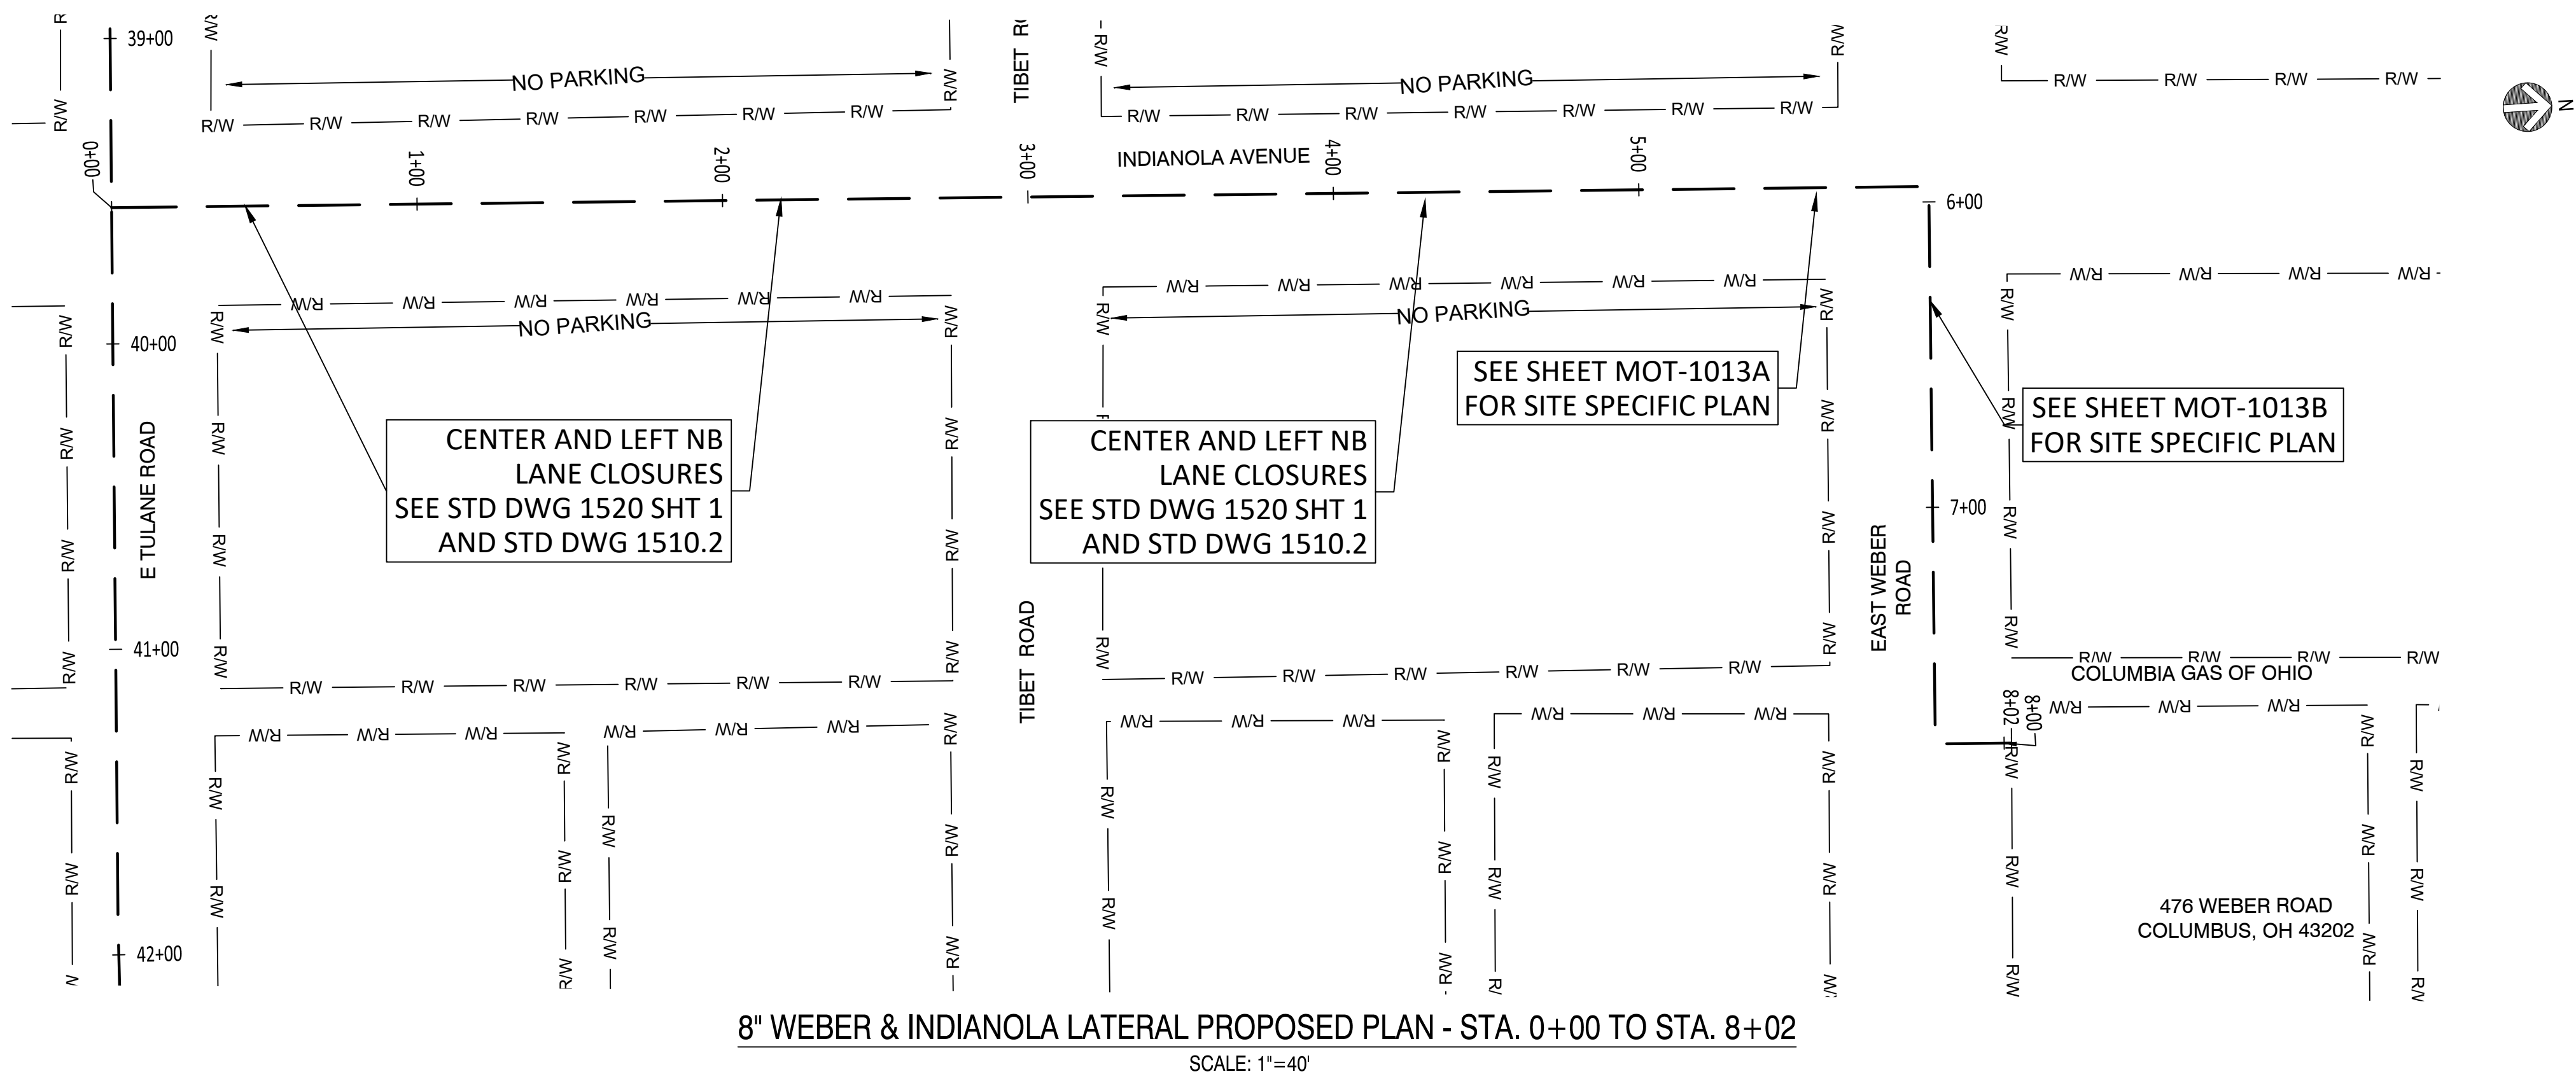 39+00
NO PARKING
TIBET
NO PARKING
N
0+00
1+00
2+00
3+00
INDIANOLA AVENUE
4+00
5+00
6+00
R/W R/W R/W R/W R/W R/W R/W
R/W R/W R/W R/W R/W R/W R/W
R/W R/W R/W R/W
R/W R/W R/W R/W R/W R/W
R/W R/W R/W R/W R/W R/W
R/W R/W R/W R/W
NO PARKING
NO PARKING
40+00
SEE SHEET MOT-1013A
FOR SITE SPECIFIC PLAN
SEE SHEET MOT-1013B
FOR SITE SPECIFIC PLAN
E TULANE ROAD
CENTER AND LEFT NB
LANE CLOSURES
SEE STD DWG 1520 SHT 1
AND STD DWG 1510.2
CENTER AND LEFT NB
LANE CLOSURES
SEE STD DWG 1520 SHT 1
AND STD DWG 1510.2
7+00
EAST WEBER
ROAD
TIBET ROAD
41+00
R/W R/W R/W R/W R/W R/W
R/W R/W R/W R/W R/W R/W
R/W R/W R/W R/W
COLUMBIA GAS OF OHIO
8+02
8+00
R/W R/W R/W R/W R/W
R/W R/W R/W R/W R/W R/W
R/W R/W R/W
42+00
476 WEBER ROAD
COLUMBUS, OH 43202
8" WEBER & INDIANOLA LATERAL PROPOSED PLAN - STA. 0+00 TO STA. 8+02
SCALE: 1"=40'